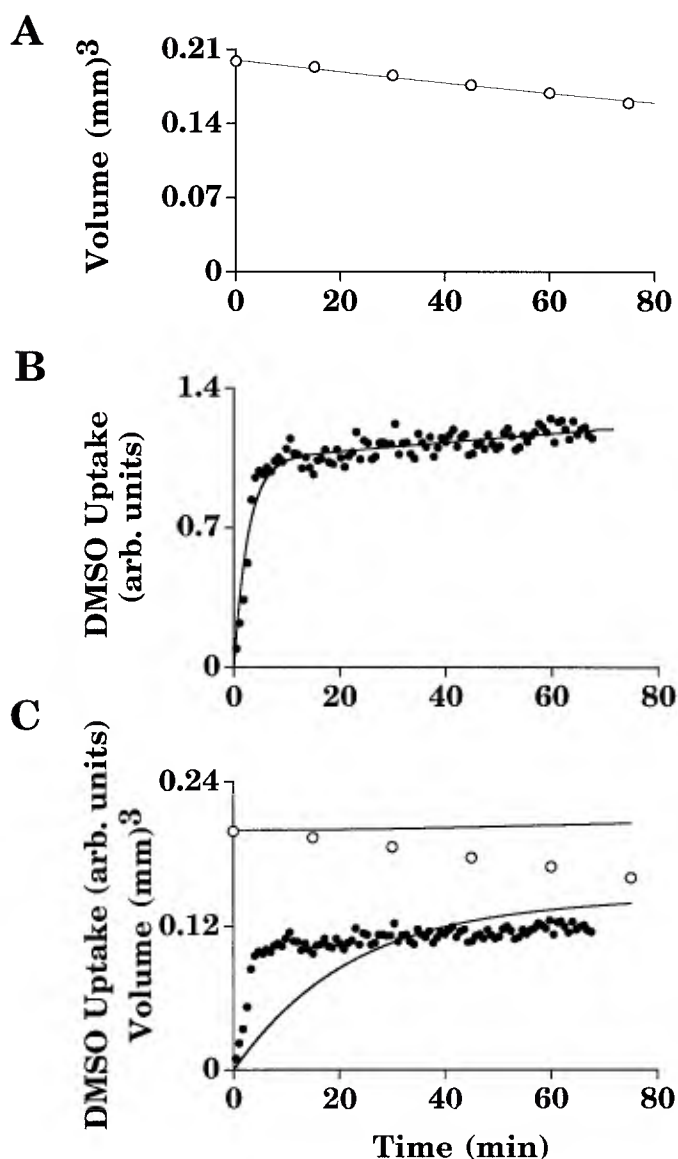 A
Volume (mm)3
0.21
0.14
0.07
0
0 20 40 60 80
B
DMSO Uptake
(arb. units)
1.4
0.7
0
0 20 40 60 80
C
DMSO Uptake (arb. units)
Volume (mm)3
0.24
0.12
0
0 20 40 60 80
Time (min)